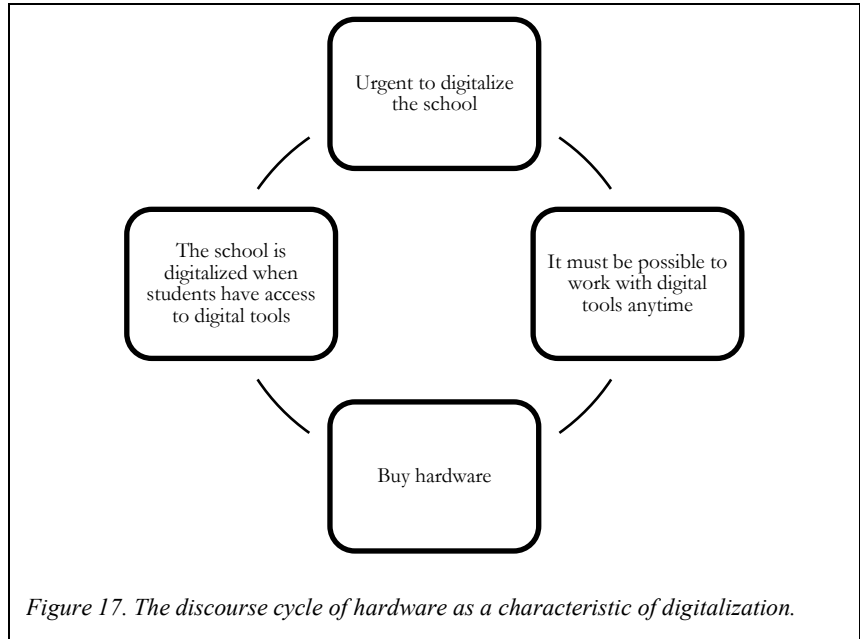 Urgent to digitalize
the school
The school is
digitalized when
students have access
to digital tools
It must be possible to
work with digital
tools anytime
Buy hardware
Figure 17. The discourse cycle of hardware as a characteristic of digitalization.